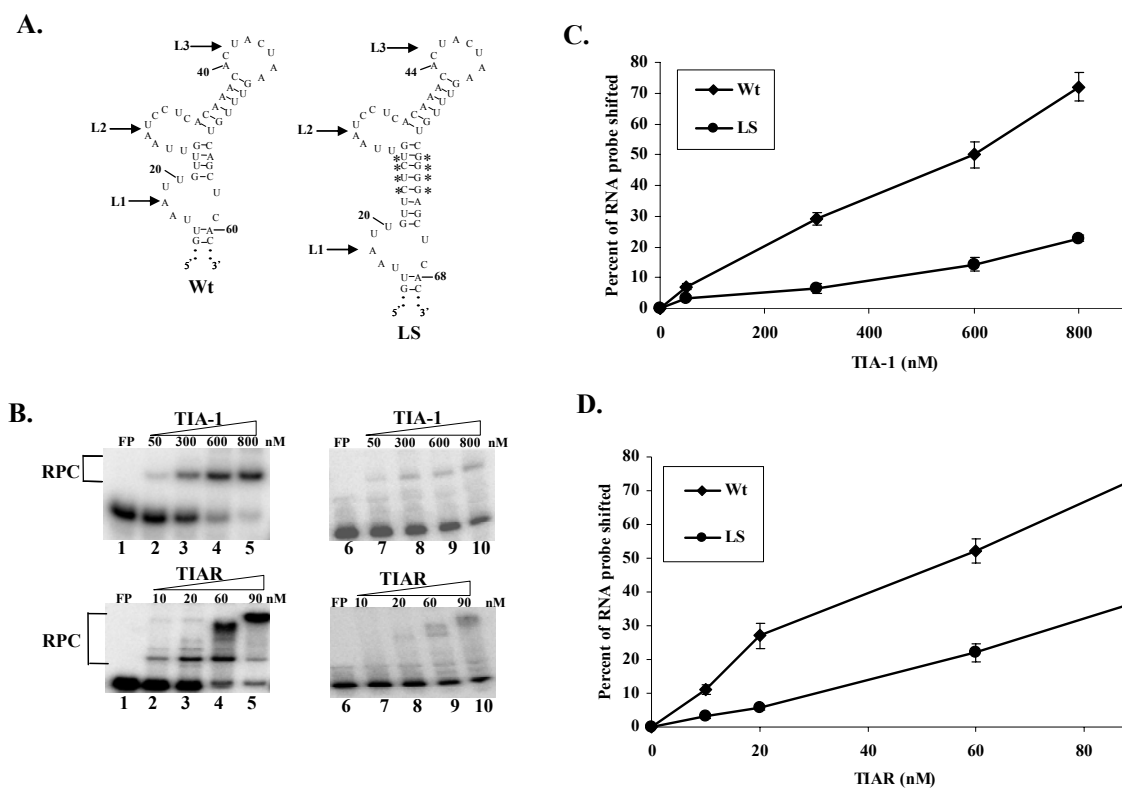 A.
L3
40
L2
20
L1
60
5' 3'
Wt
L3
44
L2
20
L1
68
5' 3'
LS
B.
TIA-1
FP 50 300 600 800 nM
RPC
1 2 3 4 5
TIA-1
FP 50 300 600 800 nM
6 7 8 9 10
TIAR
FP 10 20 60 90 nM
RPC
1 2 3 4 5
TIAR
FP 10 20 60 90 nM
6 7 8 9 10
C.
Percent of RNA probe shifted
80
70
60
50
40
30
20
10
0
Wt
LS
0 200 400 600 800
TIA-1 (nM)
D.
Percent of RNA probe shifted
80
70
60
50
40
30
20
10
0
Wt
LS
0 20 40 60 80
TIAR (nM)